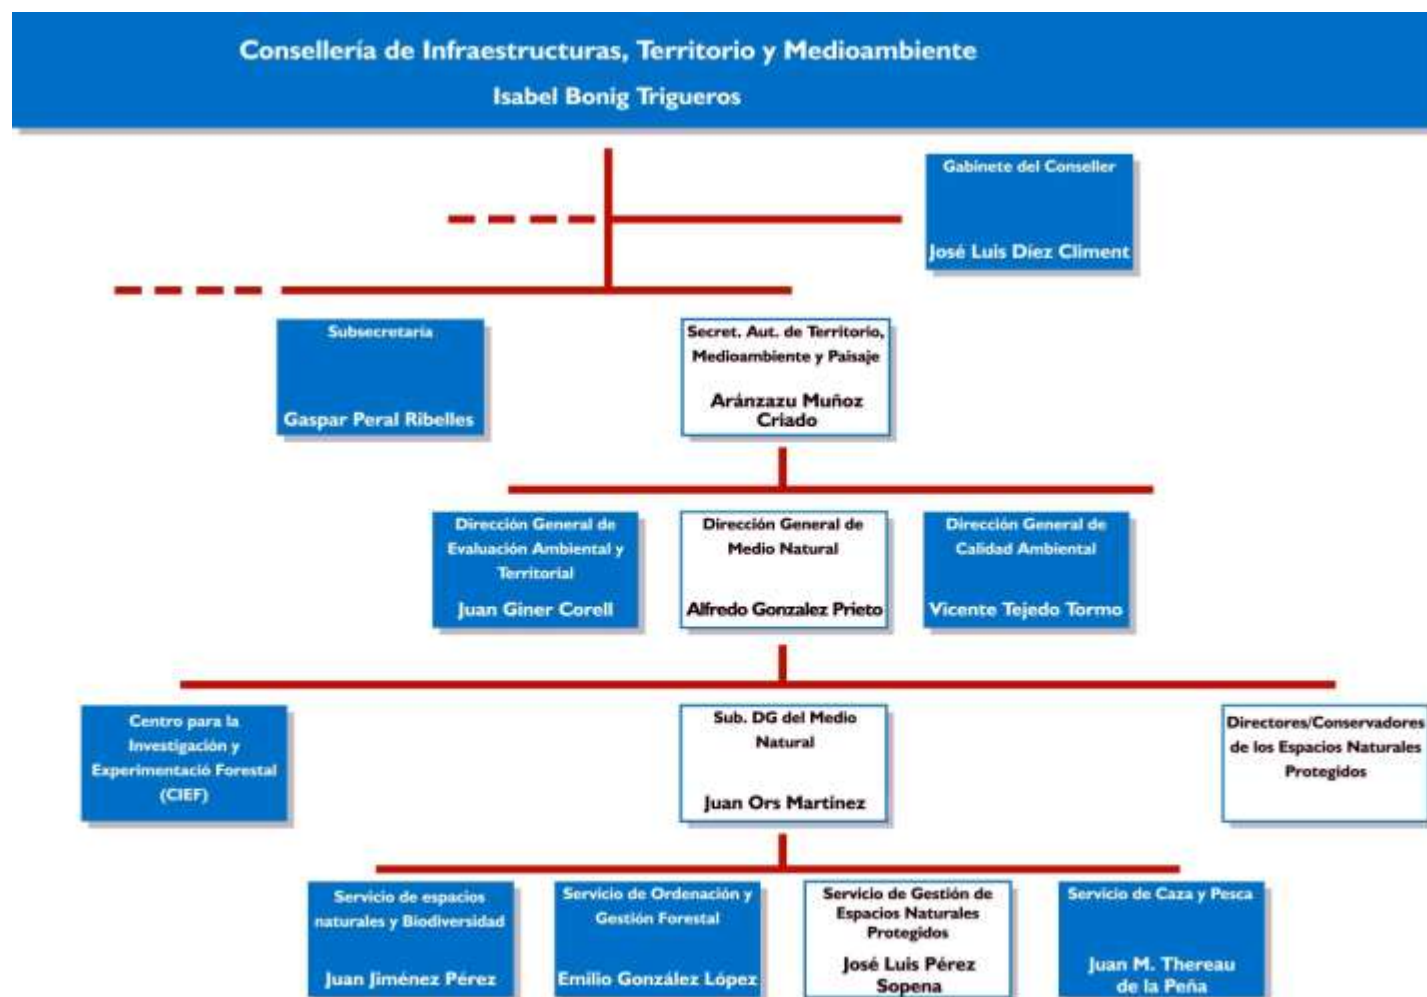 Consellería de Infraestructuras, Territorio y Medioambiente
Isabel Bonig Trigueros
Gabinete del Conseller
José Luis Díez Climent
Subsecretaría
Gaspar Peral Ribelles
Secret. Aut. de Territorio,
Medioambiente y Paisaje
Aránzazu Muñoz
Criado
Dirección General de
Evaluación Ambiental y
Territorial
Juan Giner Corell
Dirección General de
Medio Natural
Alfredo Gonzalez Prieto
Dirección General de
Calidad Ambiental
Vicente Tejedo Tormo
Centro para la
Investigación y
Experimentació Forestal
(CIEF)
Sub. DG del Medio
Natural
Juan Ors Martínez
Directores/Conservadores
de los Espacios Naturales
Protegidos
Servicio de espacios
naturales y Biodiversidad
Juan Jiménez Pérez
Servicio de Ordenación y
Gestión Forestal
Emilio González López
Servicio de Gestión de
Espacios Naturales
Protegidos
José Luis Pérez
Sopena
Servicio de Caza y Pesca
Juan M. Thereau
de la Peña